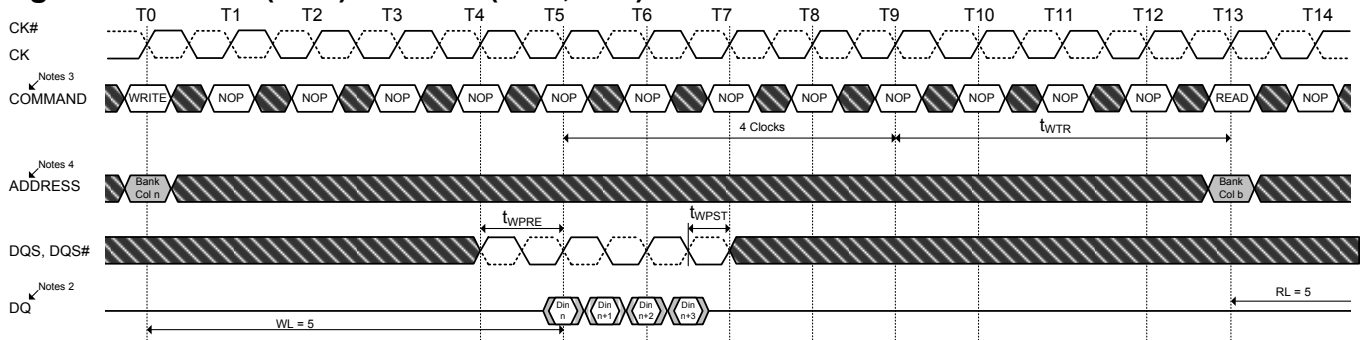 T0 T1 T2 T3 T4 T5 T6 T7 T8 T9 T10 T11 T12 T13 T14
CK#
CK
Notes 3
COMMAND
WRITE NOP NOP NOP NOP NOP NOP NOP NOP NOP NOP NOP NOP READ NOP
4 Clocks
tWTR
Notes 4
ADDRESS
Bank
Col n
Bank
Col b
tWPRE
tWPST
DQS, DQS#
Notes 2
DQ
Din
n
Din
n+1
Din
n+2
Din
n+3
WL = 5
RL = 5